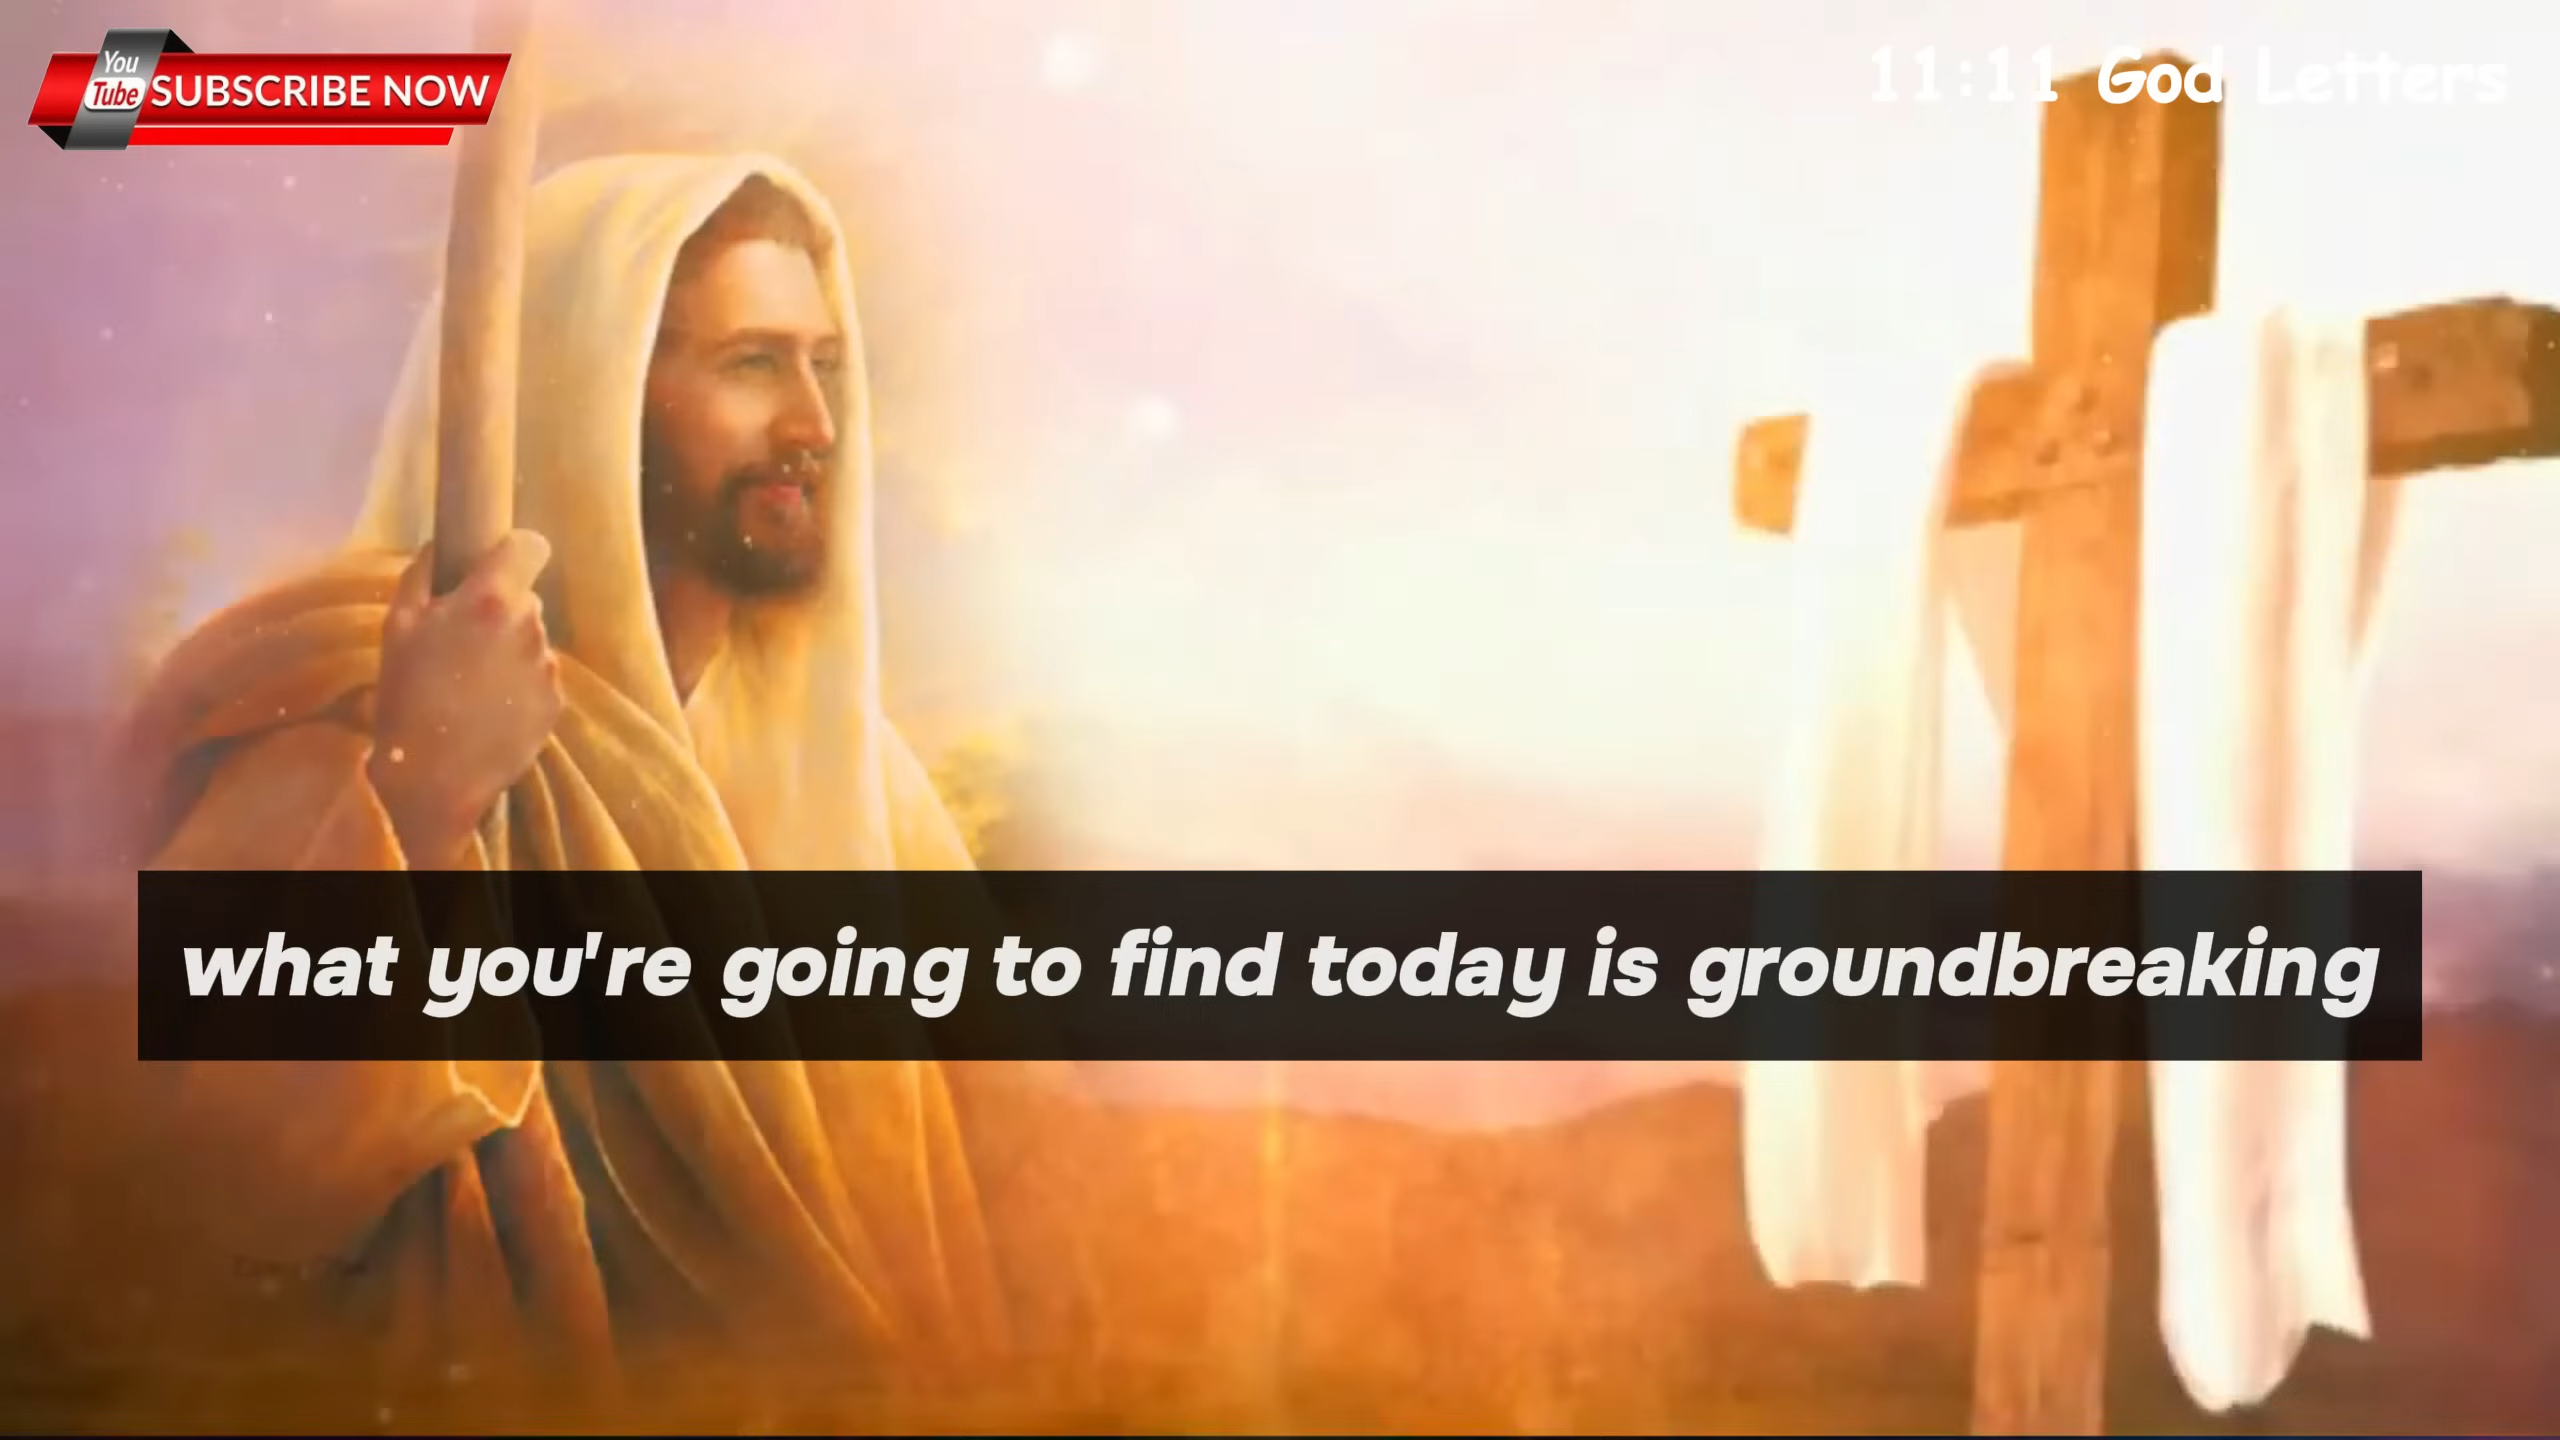 You
Tube
SUBSCRIBE NOW
11:11 God Letters
what you're going to find today is groundbreaking